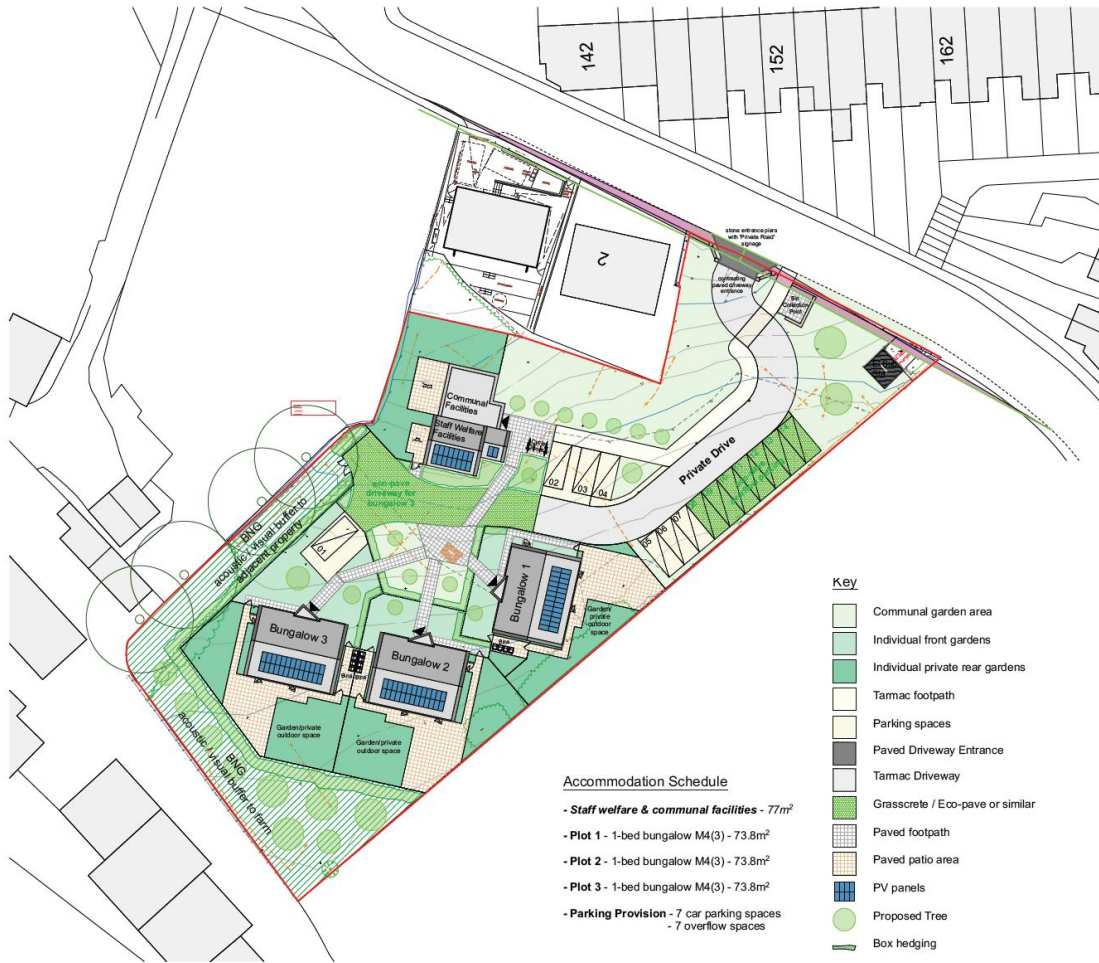 142
152
162
stone entrance piers
with 'Private Road'
signage
contrasting
paved driveway
entrance
Bin
Collection
Point
2
Communal
Facilities
Staff Welfare
Facilities
eco-pave
driveway for
bungalow 3
Private Drive
02
03
04
05
06
07
01
BNG
acoustic / visual buffer to
adjacent property
BNG
acoustic / visual buffer to farm
Bungalow 1
Bungalow 2
Bungalow 3
Bins
Bins
Bins
Garden/
private
outdoor
space
Garden/private
outdoor space
Garden/private
outdoor space
Accommodation Schedule
- Staff welfare & communal facilities - 77m²
- Plot 1 - 1-bed bungalow M4(3) - 73.8m²
- Plot 2 - 1-bed bungalow M4(3) - 73.8m²
- Plot 3 - 1-bed bungalow M4(3) - 73.8m²
- Parking Provision - 7 car parking spaces
- 7 overflow spaces
Key
Communal garden area
Individual front gardens
Individual private rear gardens
Tarmac footpath
Parking spaces
Paved Driveway Entrance
Tarmac Driveway
Grasscrete / Eco-pave or similar
Paved footpath
Paved patio area
PV panels
Proposed Tree
Box hedging